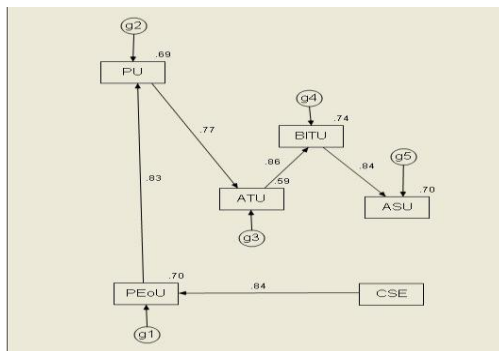 g2
.69
PU
g4
.74
BITU
.77
.86
.84
g5
.83
.59
.70
ATU
ASU
g3
.70
PEoU
.84
CSE
g1